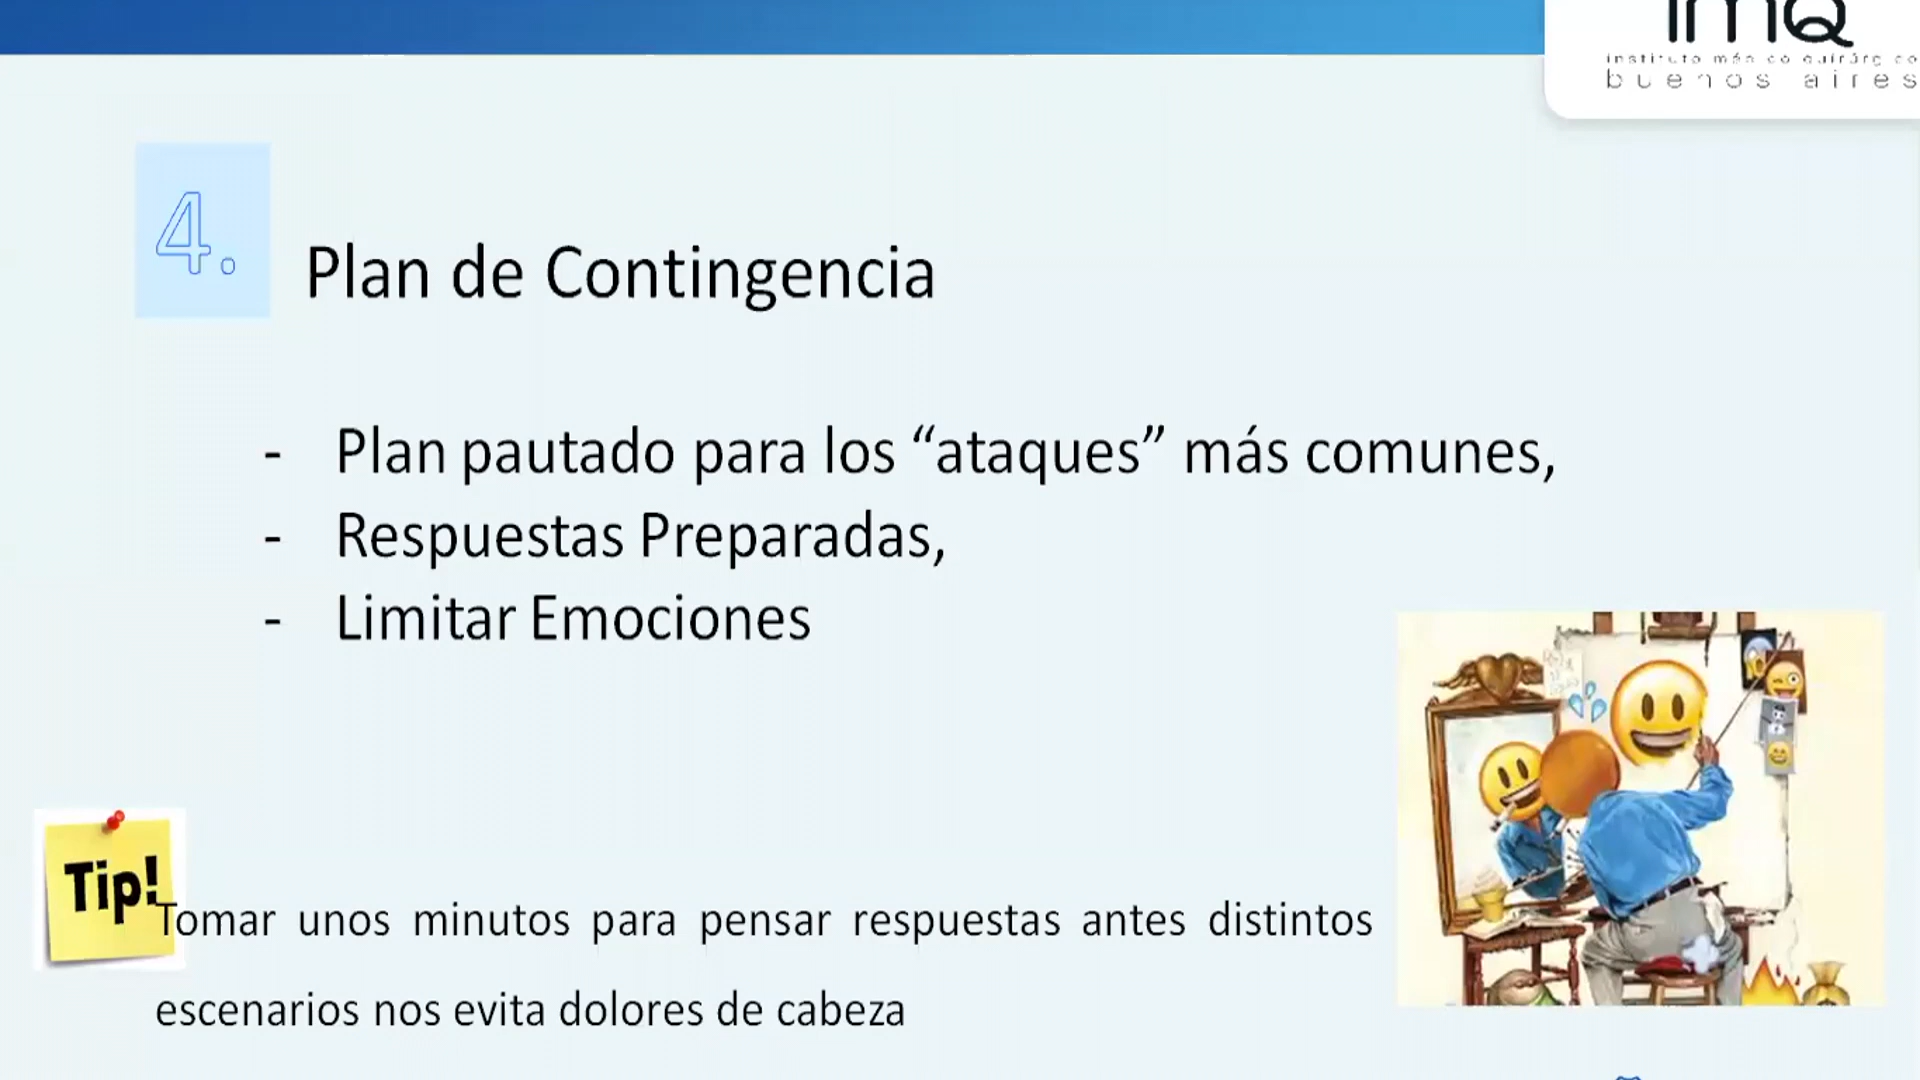 imQ
buenos aires
4.
Plan de Contingencia
- Plan pautado para los “ataques” más comunes,
- Respuestas Preparadas,
- Limitar Emociones
Tip!
Tomar unos minutos para pensar respuestas antes distintos
escenarios nos evita dolores de cabeza